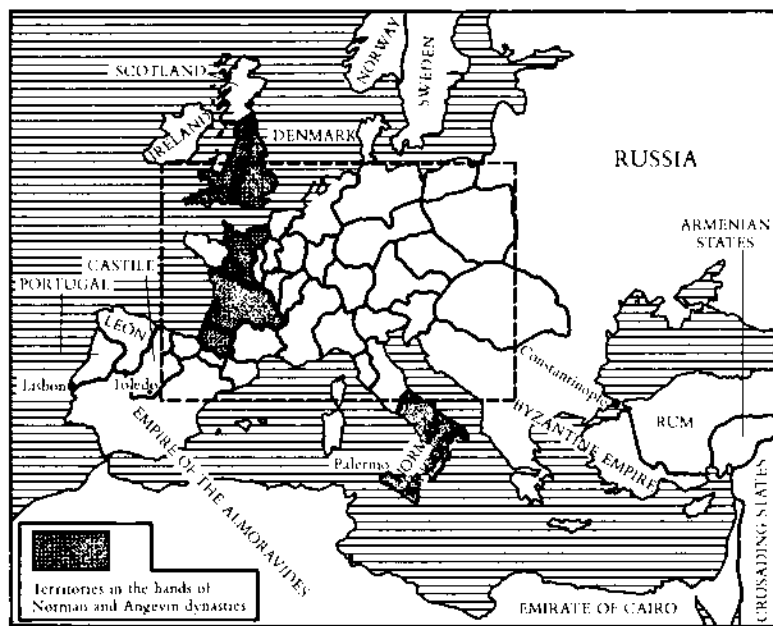 NORWAY
SWEDEN
SCOTLAND
IRELAND
DENMARK
RUSSIA
ARMENIAN
STATES
CASTILE
PORTUGAL
LEON
Lisbon
Toledo
Constantinople
BYZANTINE EMPIRE
RUM
EMPIRE OF THE ALMORAVIDES
Palermo
NORM
CRUSADING STATES
EMIRATE OF CAIRO
Territories in the hands of
Norman and Angevin dynasties